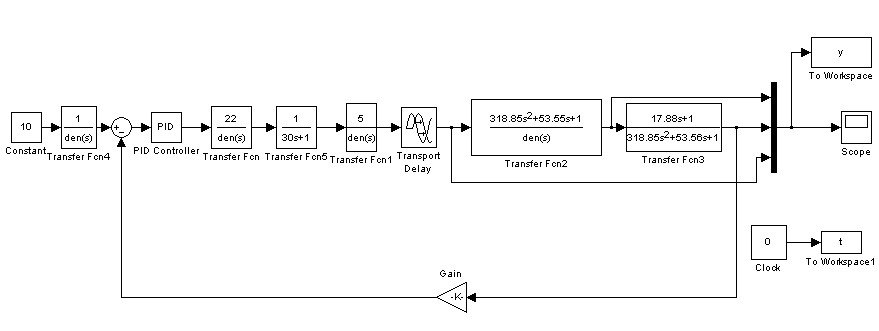 y
To Workspace
10
Constant
1
den(s)
Transfer Fcn4
+
_
PID
PID Controller
22
den(s)
Transfer Fcn
1
30s+1
Transfer Fcn5
5
den(s)
Transfer Fcn1
Transport
Delay
318.85s²+53.55s+1
den(s)
Transfer Fcn2
17.88s+1
318.85s²+53.56s+1
Transfer Fcn3
Scope
0
Clock
t
To Workspace1
Gain
-K-